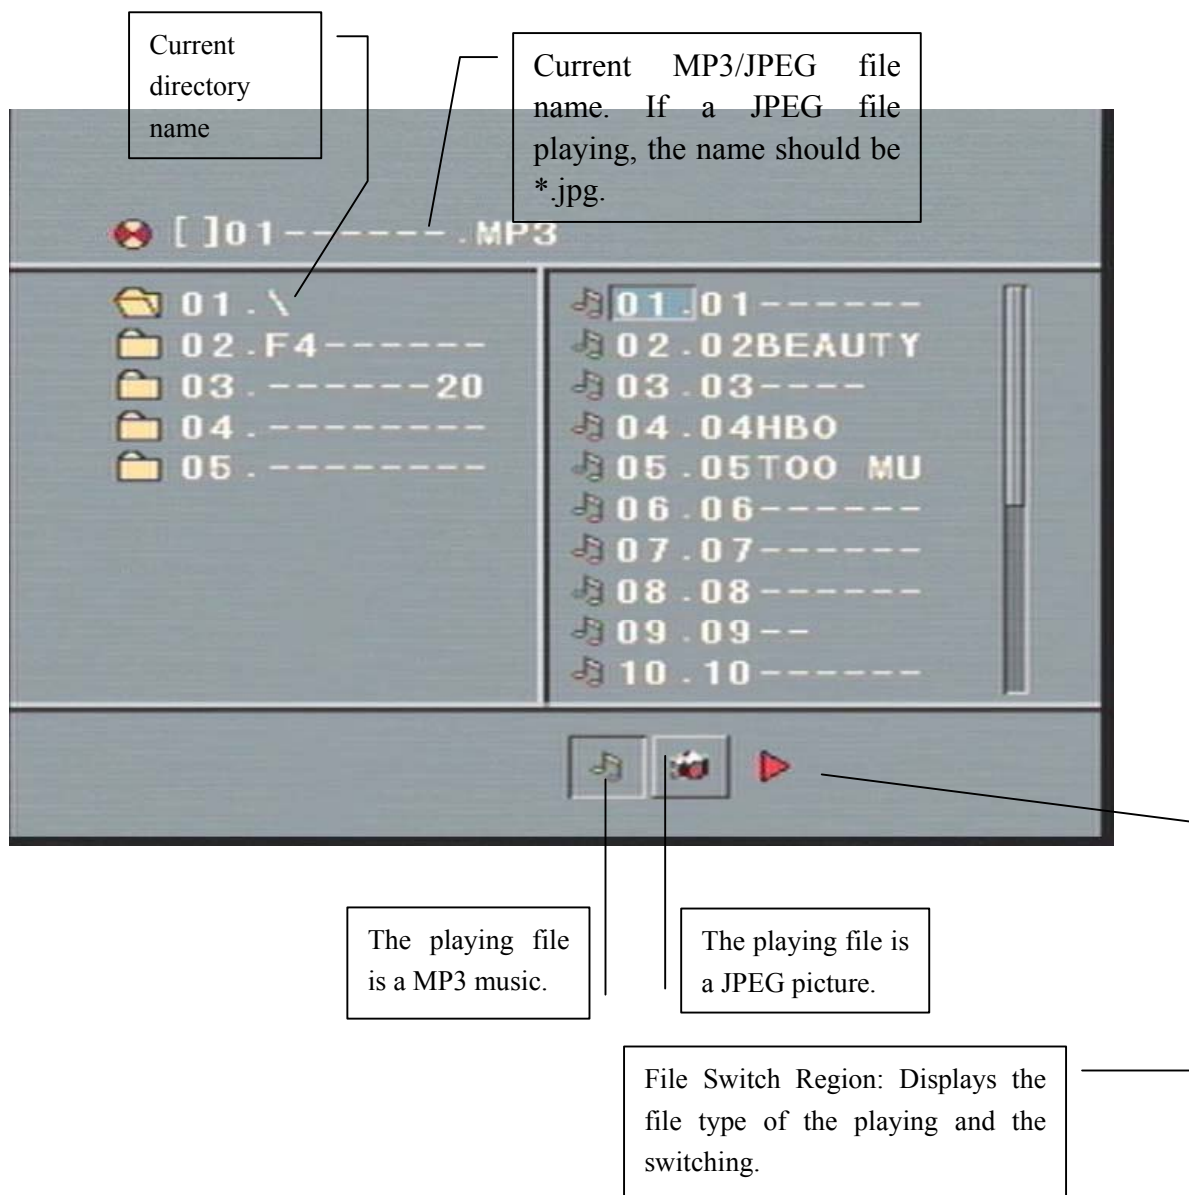 Current
directory
name
Current MP3/JPEG file
name. If a JPEG file
playing, the name should be
*.jpg.
[ ]01------.MP3
01.\
02.F4------
03.------20
04.--------
05.--------
01.01------
02.02BEAUTY
03.03----
04.04HBO
05.05TOO MU
06.06------
07.07------
08.08------
09.09--
10.10------
The playing file
is a MP3 music.
The playing file is
a JPEG picture.
File Switch Region: Displays the
file type of the playing and the
switching.